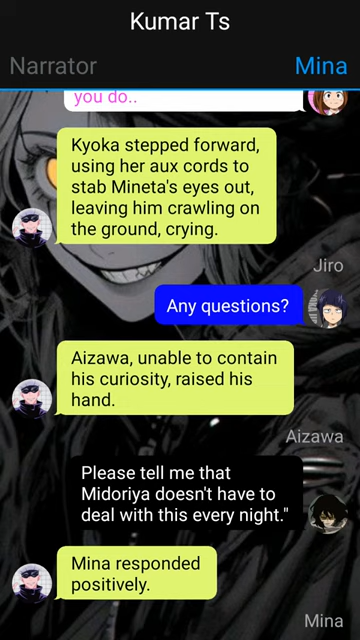 Kumar Ts
Narrator
Mina
you do..
Kyoka stepped forward,
using her aux cords to
stab Mineta's eyes out,
leaving him crawling on
the ground, crying.
Jiro
Any questions?
Aizawa, unable to contain
his curiosity, raised his
hand.
Aizawa
Please tell me that
Midoriya doesn't have to
deal with this every night."
Mina responded
positively.
Mina